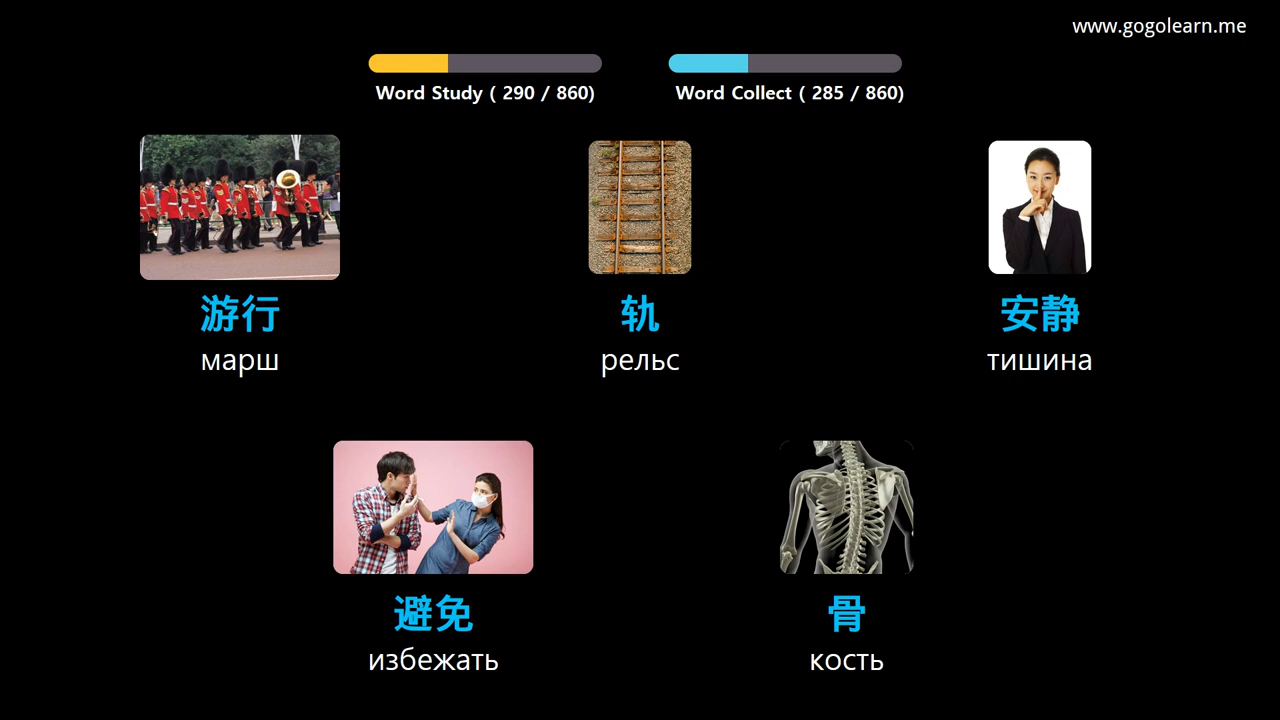 www.gogolearn.me
Word Study ( 290 / 860)
Word Collect ( 285 / 860)
游行
марш
轨
рельс
安静
тишина
避免
избежать
骨
кость